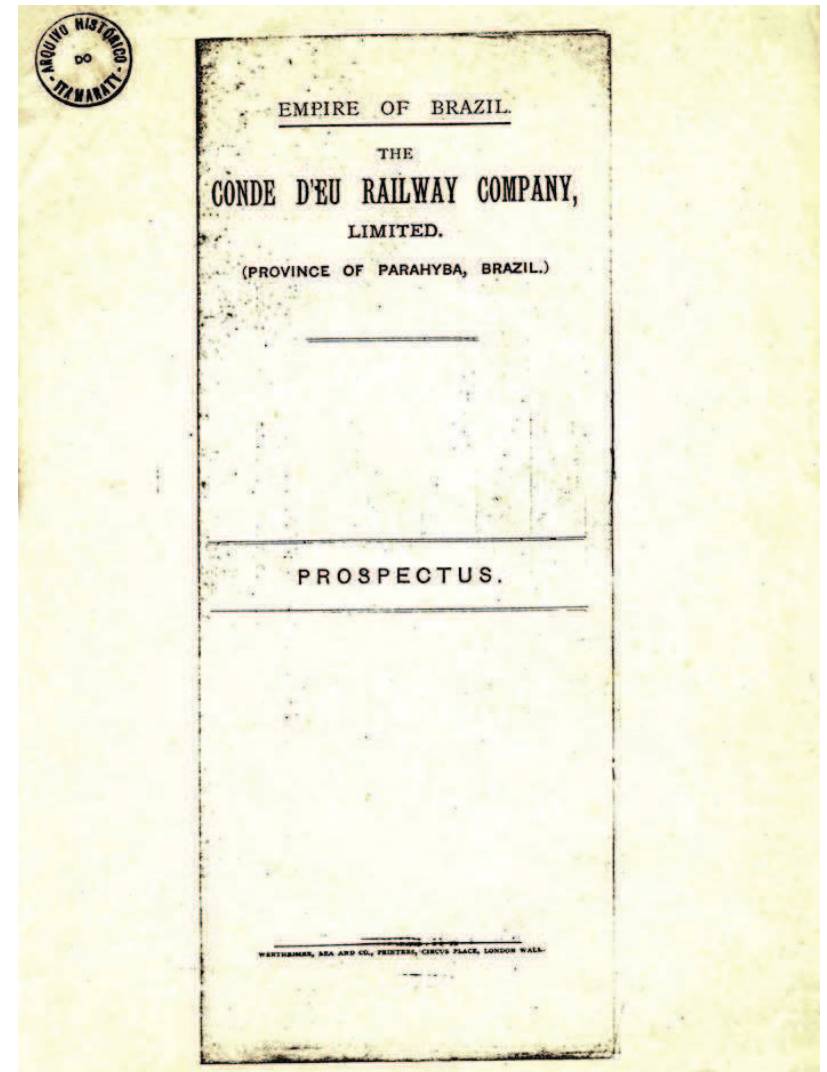 ARQUIVO HISTÓRICO
DO
ITAMARATY
EMPIRE OF BRAZIL.
THE
CONDE D'EU RAILWAY COMPANY,
LIMITED.
(PROVINCE OF PARAHYBA, BRAZIL.)
PROSPECTUS.
WERTHEIMER, LEA AND CO., PRINTERS, CIRCUS PLACE, LONDON WALL.